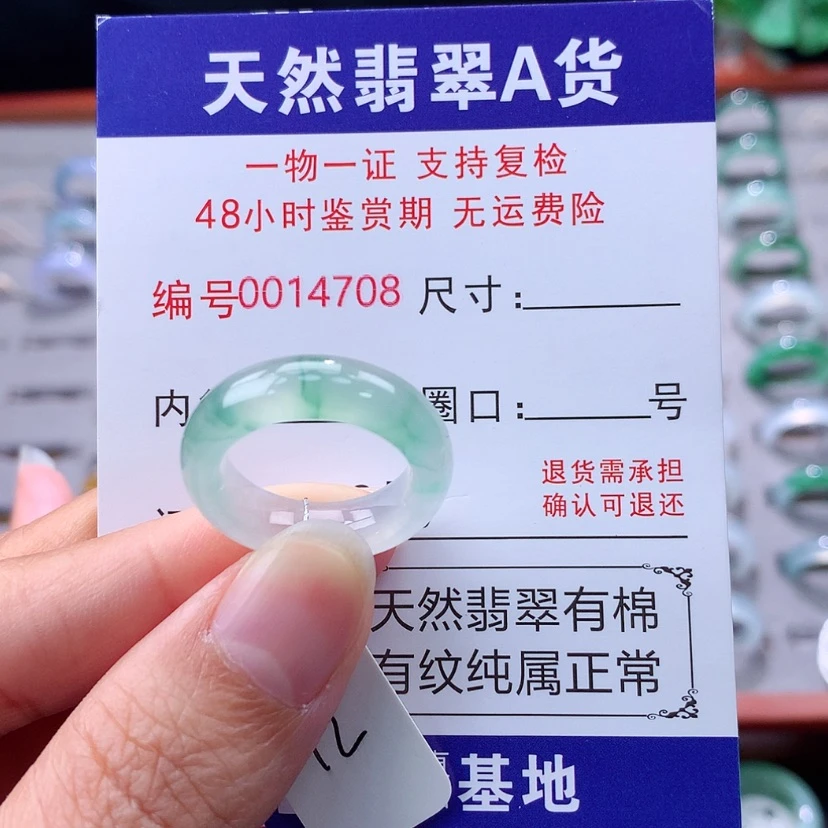 天然翡翠A货
一物一证 支持复检
48小时鉴赏期 无运费险
编号0014708 尺寸:
内 圈口: 号
退货需承担
确认可退还
天然翡翠有棉
有纹纯属正常
基地